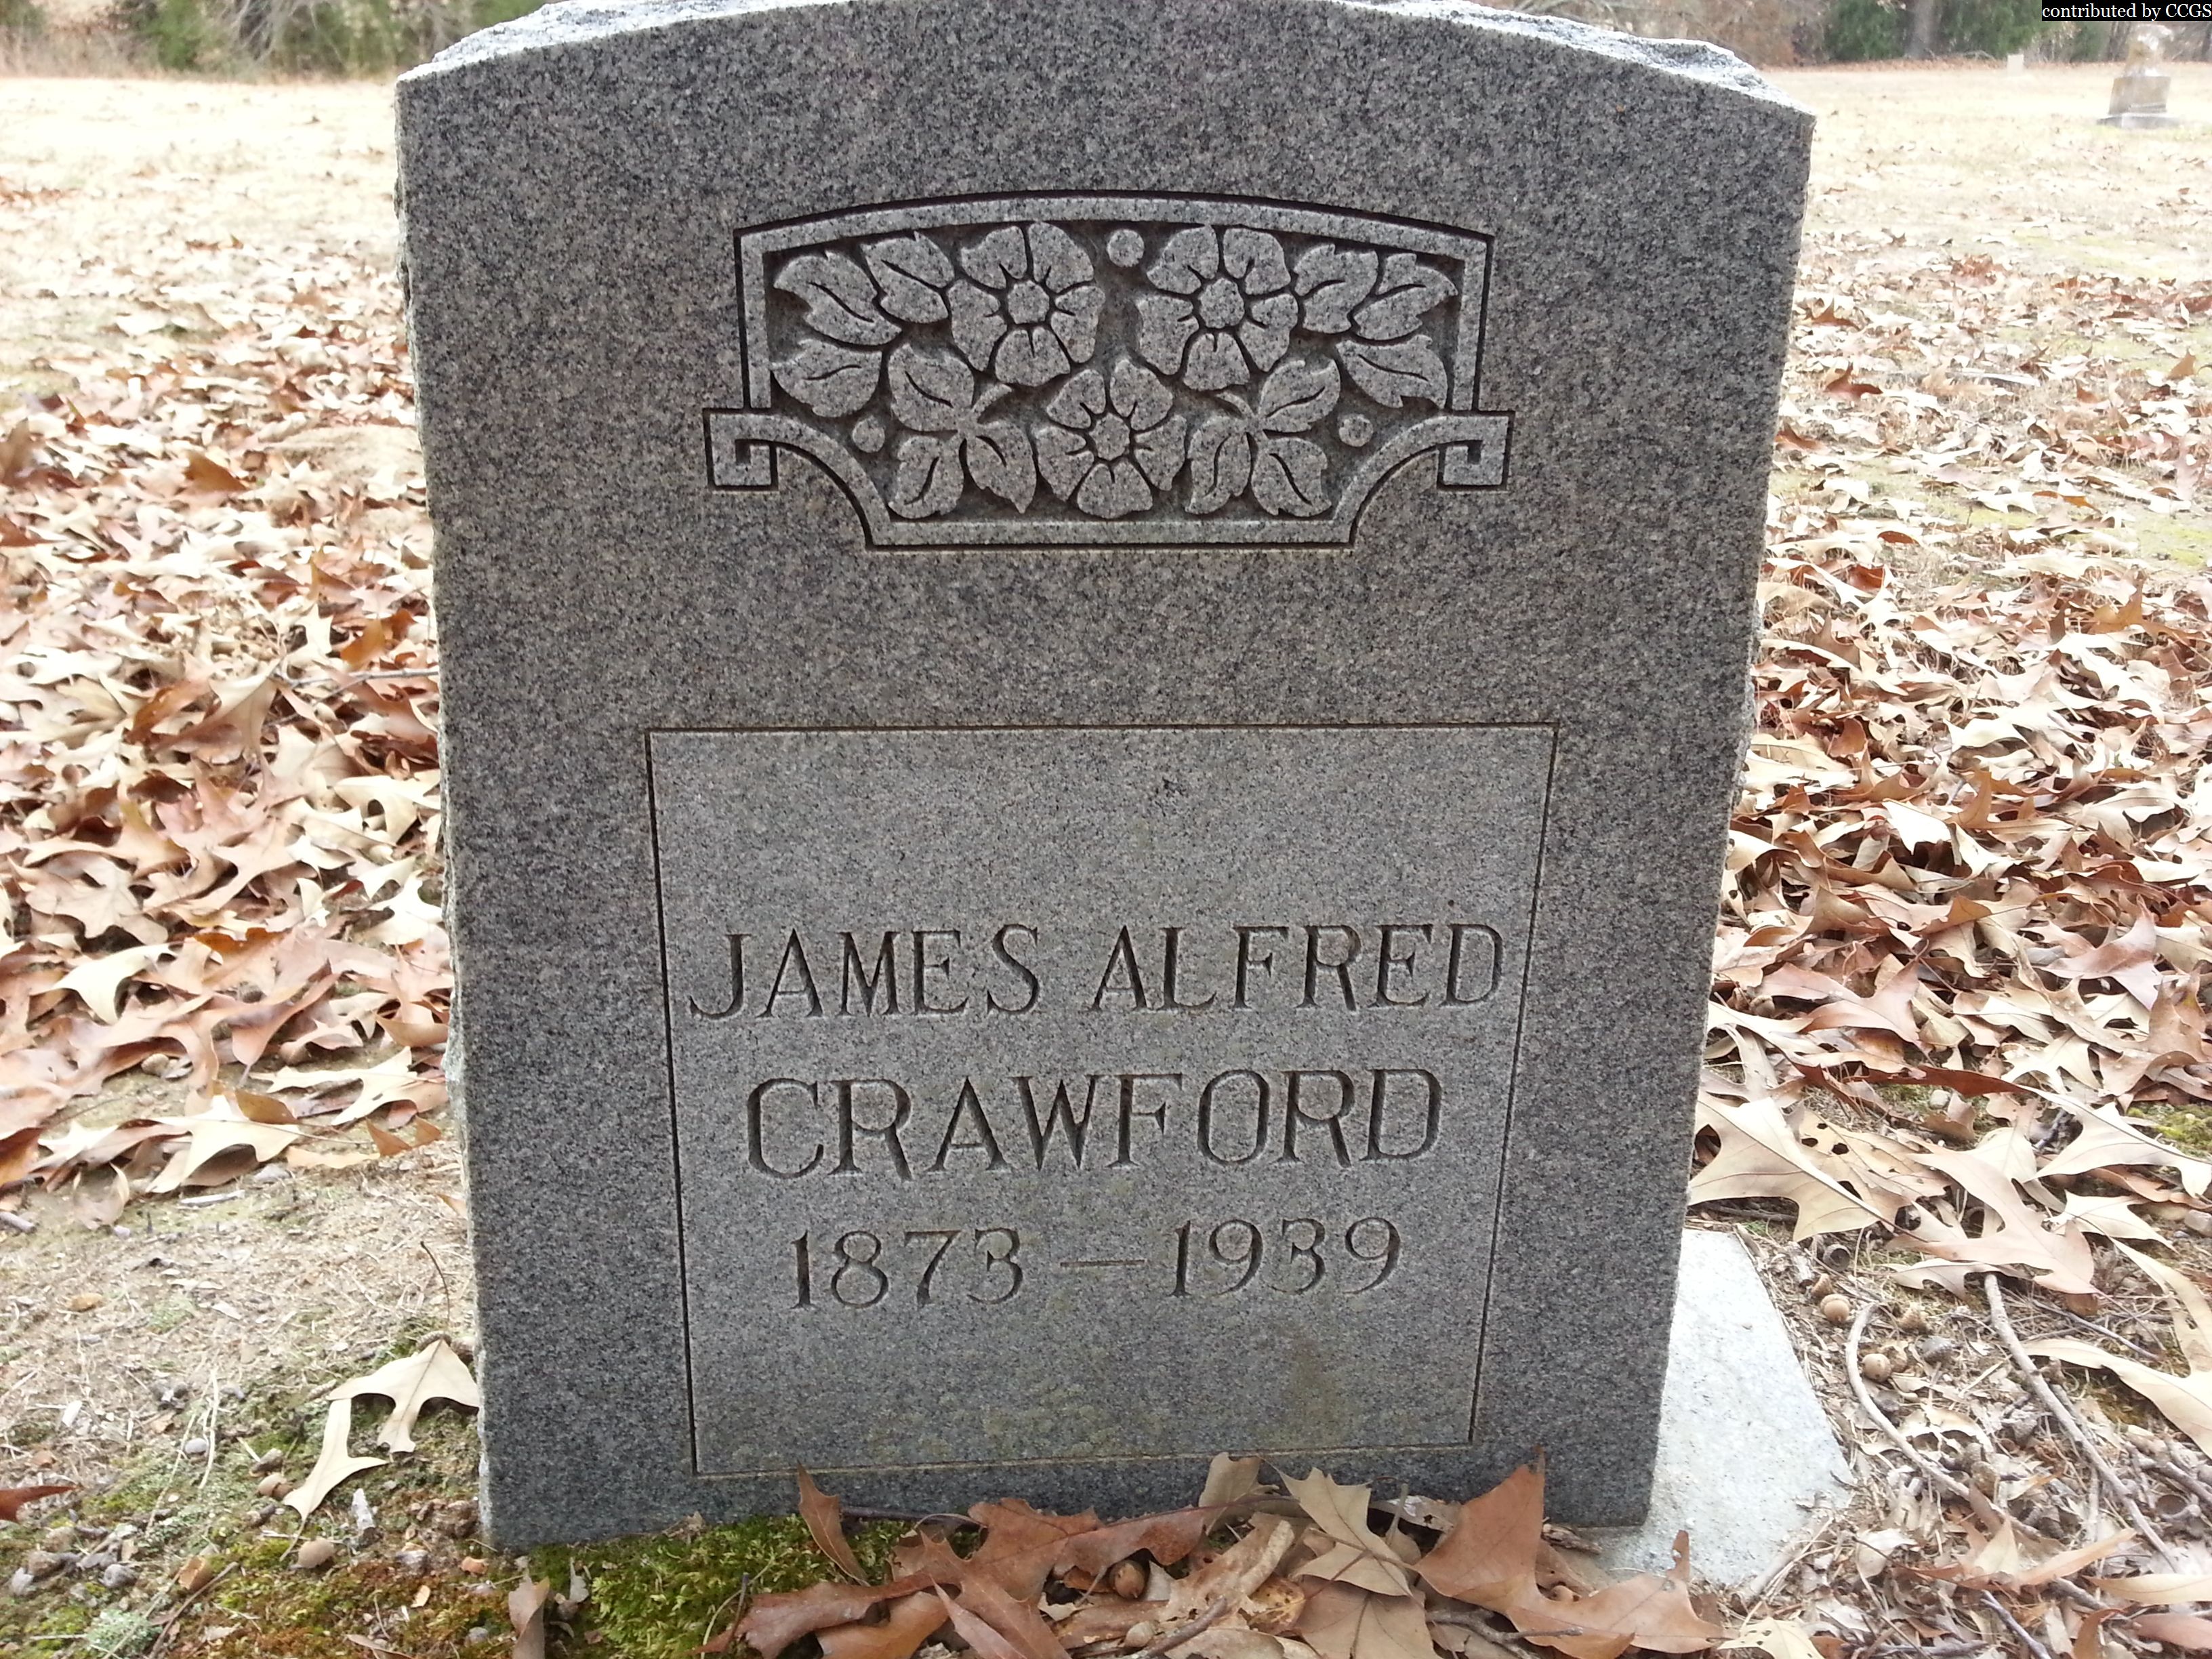 contributed by CCGS
JAMES ALFRED
CRAWFORD
1873 — 1939